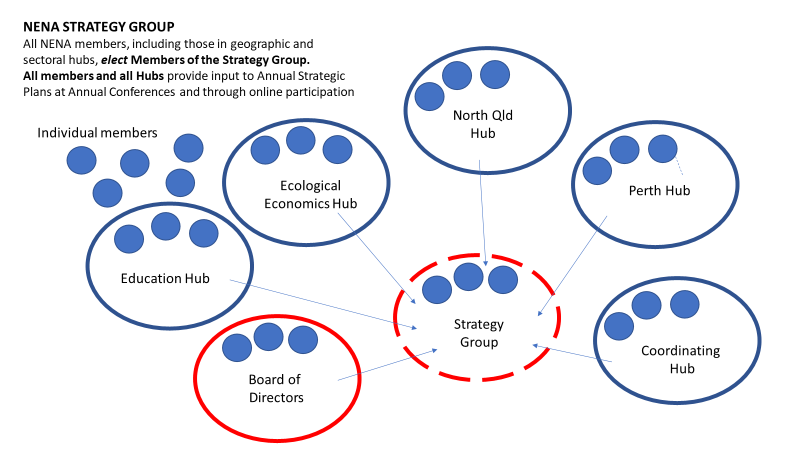 NENA STRATEGY GROUP
All NENA members, including those in geographic and
sectoral hubs, elect Members of the Strategy Group.
All members and all Hubs provide input to Annual Strategic
Plans at Annual Conferences and through online participation
Individual members
North Qld
Hub
Ecological
Economics Hub
Perth Hub
Education Hub
Strategy
Group
Coordinating
Hub
Board of
Directors